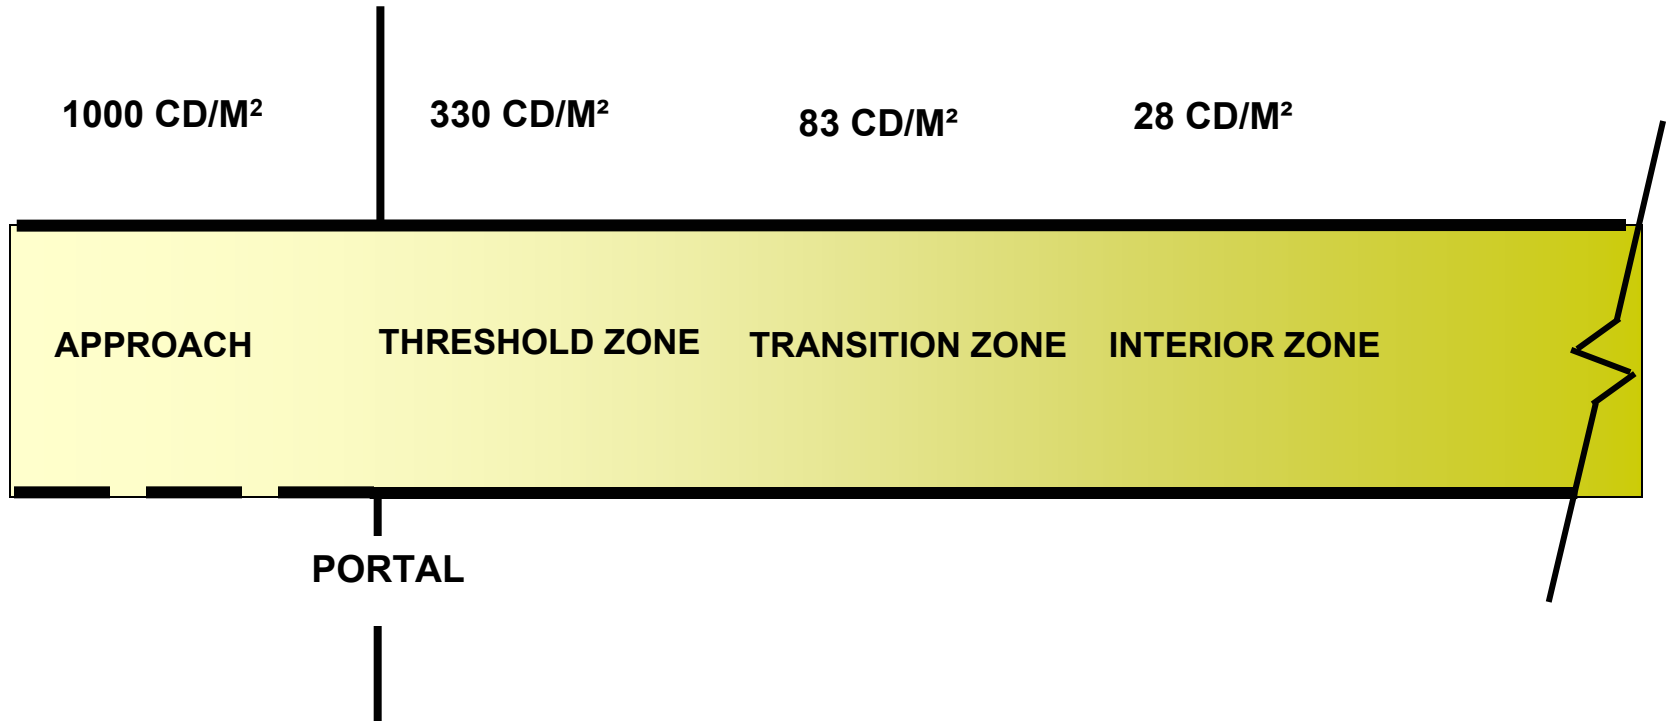 1000 CD/M²
330 CD/M²
83 CD/M²
28 CD/M²
APPROACH
THRESHOLD ZONE
TRANSITION ZONE
INTERIOR ZONE
PORTAL